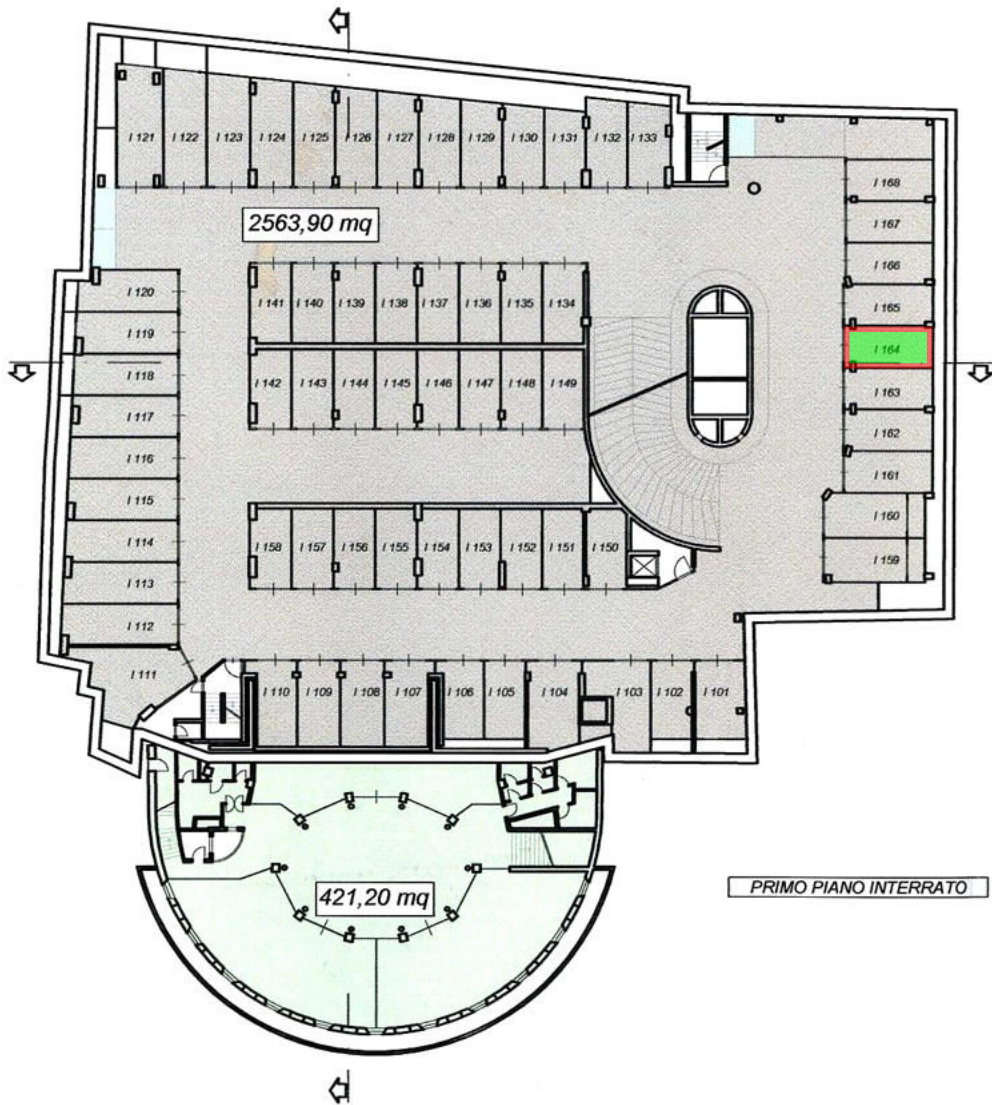 I 121 I 122 I 123 I 124 I 125 I 126 I 127 I 128 I 129 I 130 I 131 I 132 I 133
I 168
I 167
2563,90 mq
I 166
I 120
I 141 I 140 I 139 I 138 I 137 I 136 I 135 I 134
I 165
I 119
I 164
I 118
I 142 I 143 I 144 I 145 I 146 I 147 I 148 I 149
I 163
I 117
I 162
I 116
I 161
I 115
I 160
I 114
I 158 I 157 I 156 I 155 I 154 I 153 I 152 I 151 I 150
I 159
I 113
I 112
I 111
I 110 I 109 I 108 I 107 I 106 I 105 I 104 I 103 I 102 I 101
PRIMO PIANO INTERRATO
421,20 mq